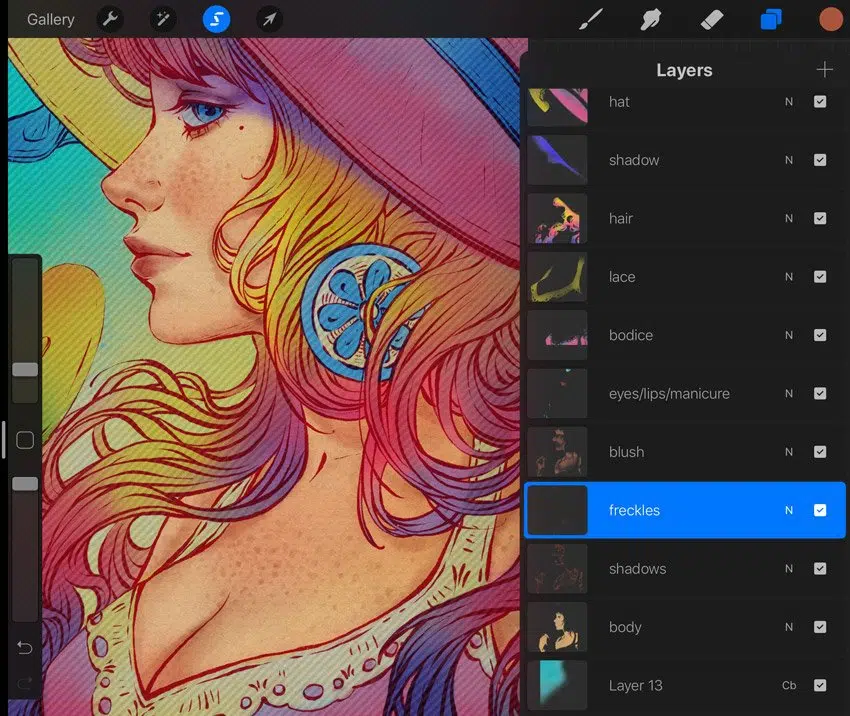 Gallery
Layers
hat N
shadow N
hair N
lace N
bodice N
eyes/lips/manicure N
blush N
freckles N
shadows N
body N
Layer 13 Cb